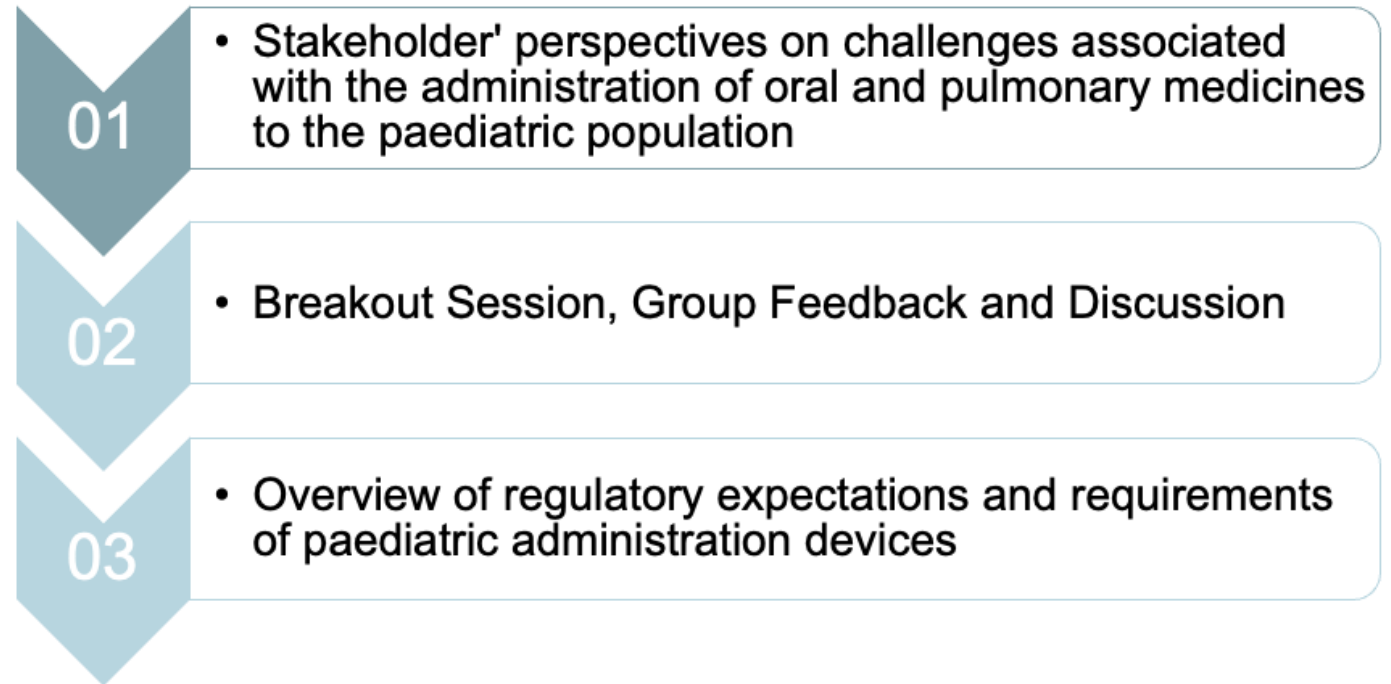 01
• Stakeholder' perspectives on challenges associated
with the administration of oral and pulmonary medicines
to the paediatric population
02
• Breakout Session, Group Feedback and Discussion
03
• Overview of regulatory expectations and requirements
of paediatric administration devices